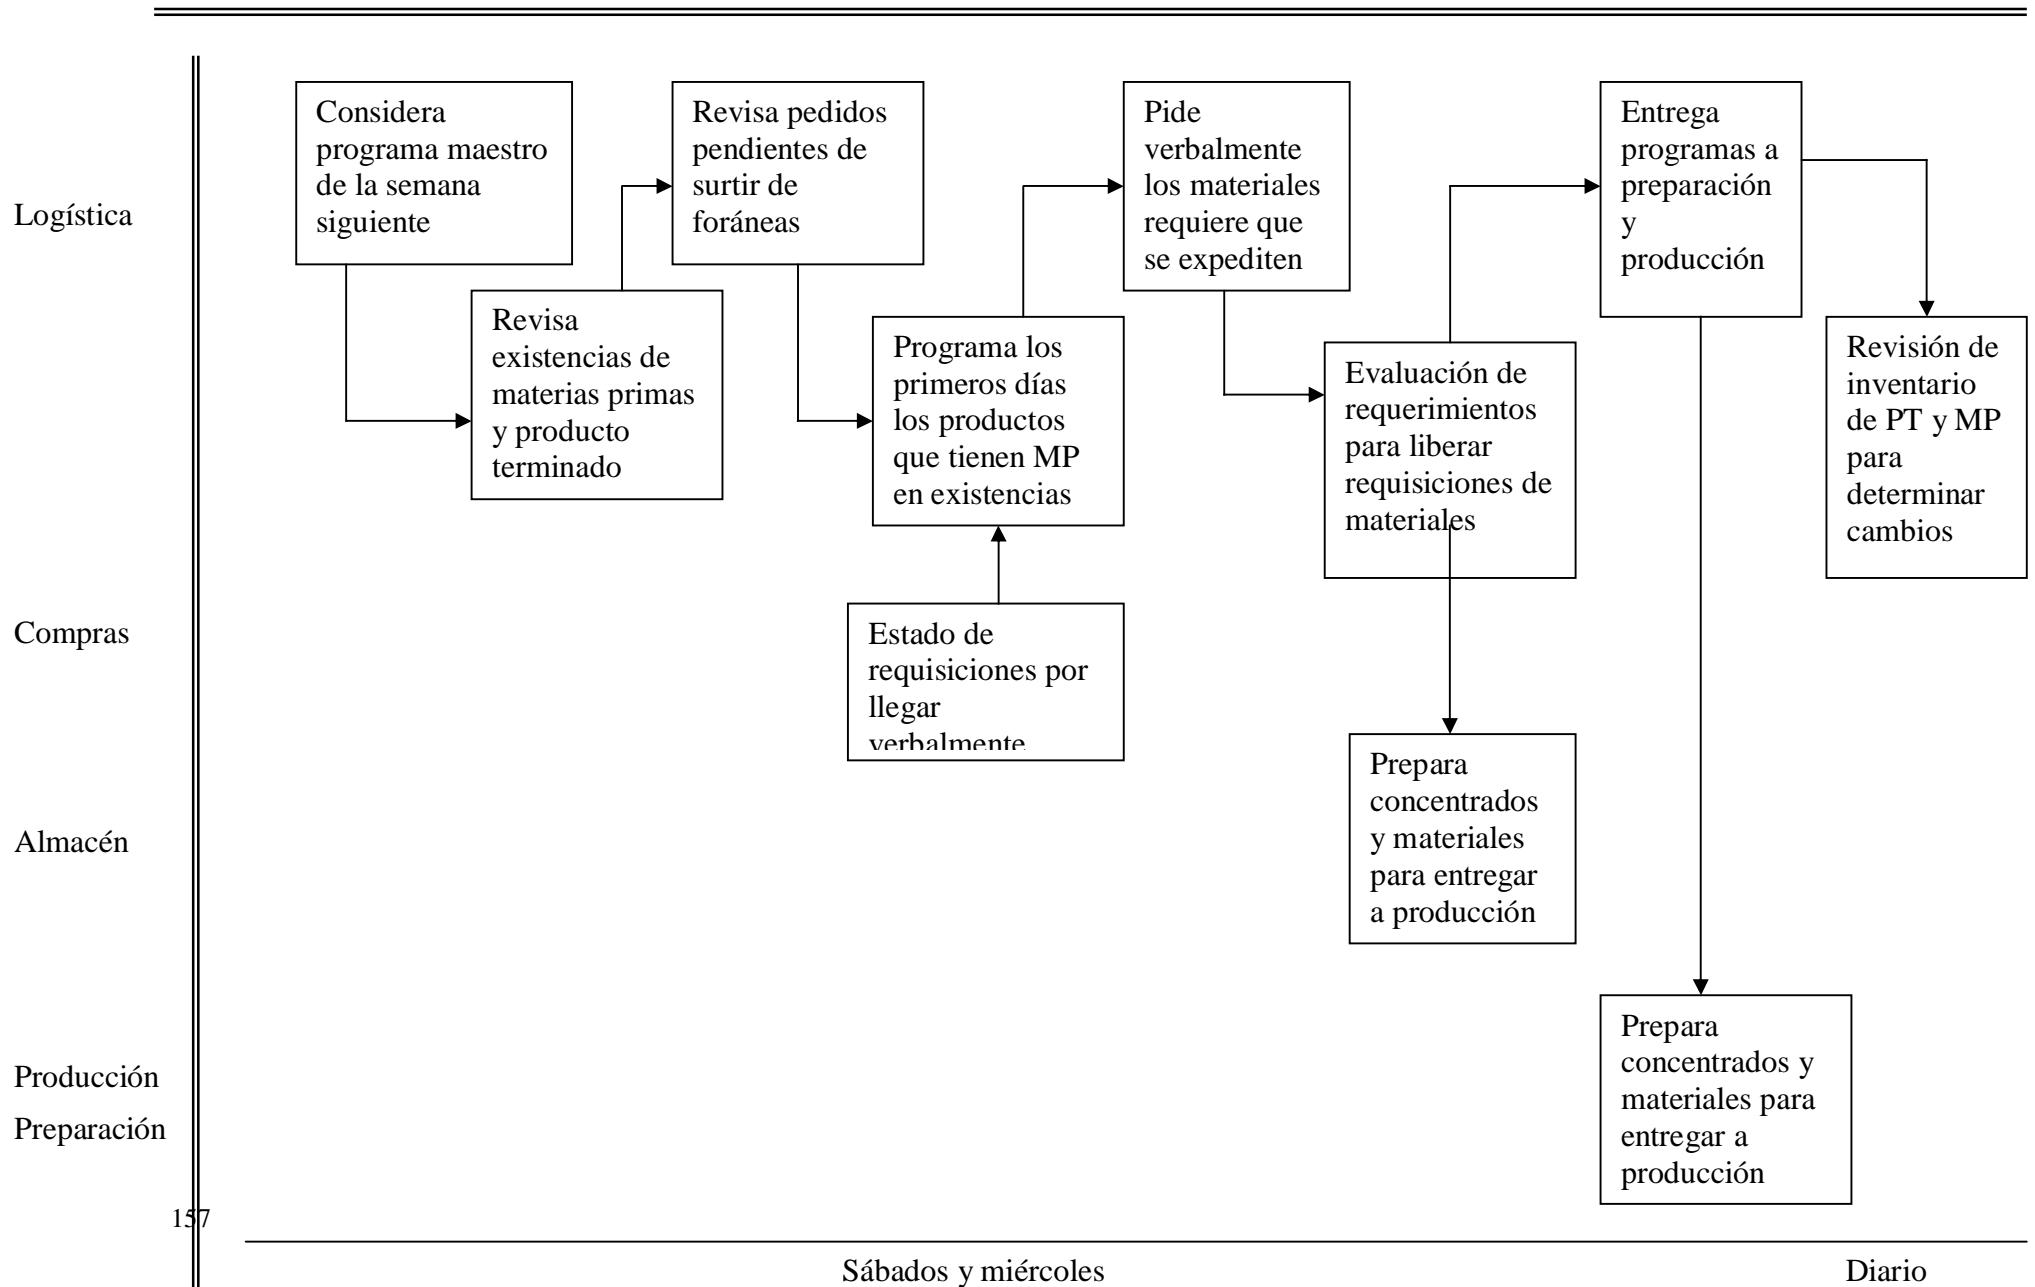 Logística
Considera
programa maestro
de la semana
siguiente
Revisa
existencias de
materias primas
y producto
terminado
Revisa pedidos
pendientes de
surtir de
foráneas
Programa los
primeros días
los productos
que tienen MP
en existencias
Pide
verbalmente
los materiales
requiere que
se expediten
Evaluación de
requerimientos
para liberar
requisiciones de
materiales
Entrega
programas a
preparación
y
producción
Revisión de
inventario
de PT y MP
para
determinar
cambios
Compras
Estado de
requisiciones por
llegar
verbalmente
Almacén
Prepara
concentrados
y materiales
para entregar
a producción
Producción
Preparación
Prepara
concentrados y
materiales para
entregar a
producción
157
Sábados y miércoles
Diario